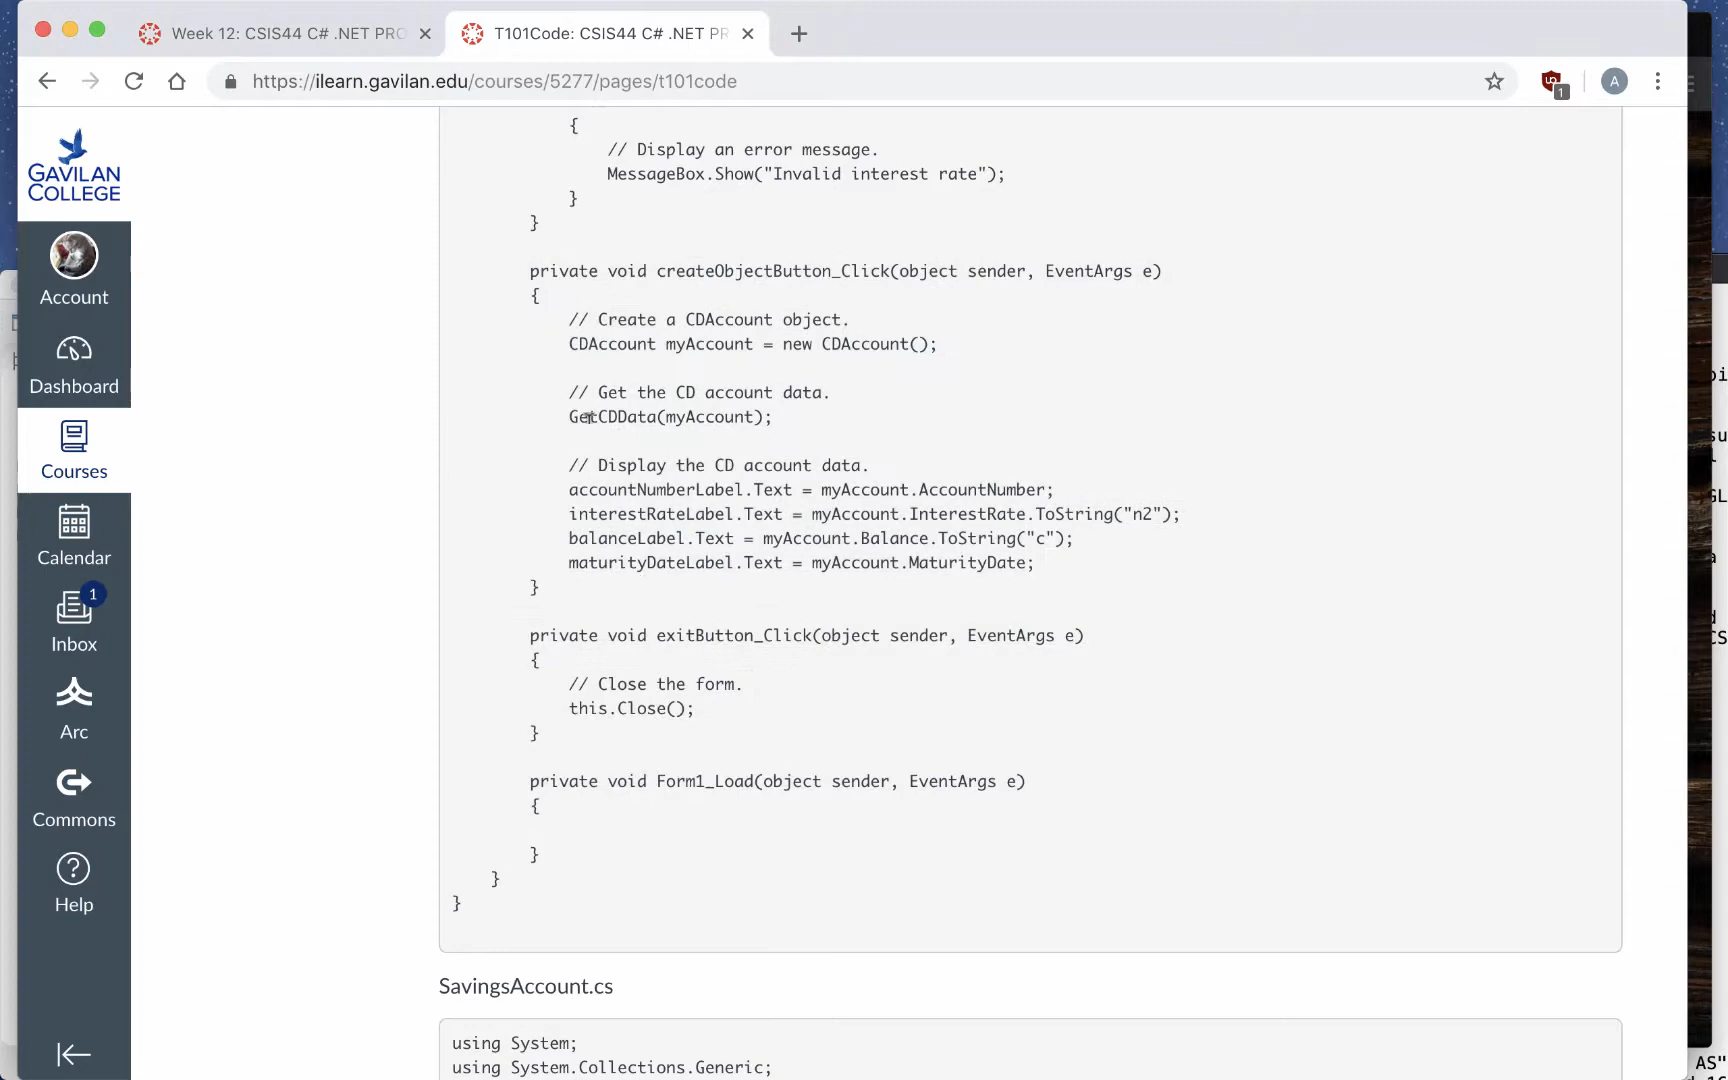 Week 12: CSIS44 C# .NET PRO
T101Code: CSIS44 C# .NET PR
https://ilearn.gavilan.edu/courses/5277/pages/t101code
1
A
GAVILAN
COLLEGE
Account
Dashboard
Courses
Calendar
1
Inbox
Arc
Commons
Help
{
// Display an error message.
MessageBox.Show("Invalid interest rate");
}
}
private void createObjectButton_Click(object sender, EventArgs e)
{
// Create a CDAccount object.
CDAccount myAccount = new CDAccount();
// Get the CD account data.
GetCDData(myAccount);
// Display the CD account data.
accountNumberLabel.Text = myAccount.AccountNumber;
interestRateLabel.Text = myAccount.InterestRate.ToString("n2");
balanceLabel.Text = myAccount.Balance.ToString("c");
maturityDateLabel.Text = myAccount.MaturityDate;
}
private void exitButton_Click(object sender, EventArgs e)
{
// Close the form.
this.Close();
}
private void Form1_Load(object sender, EventArgs e)
{
}
}
}
SavingsAccount.cs
using System;
using System.Collections.Generic;